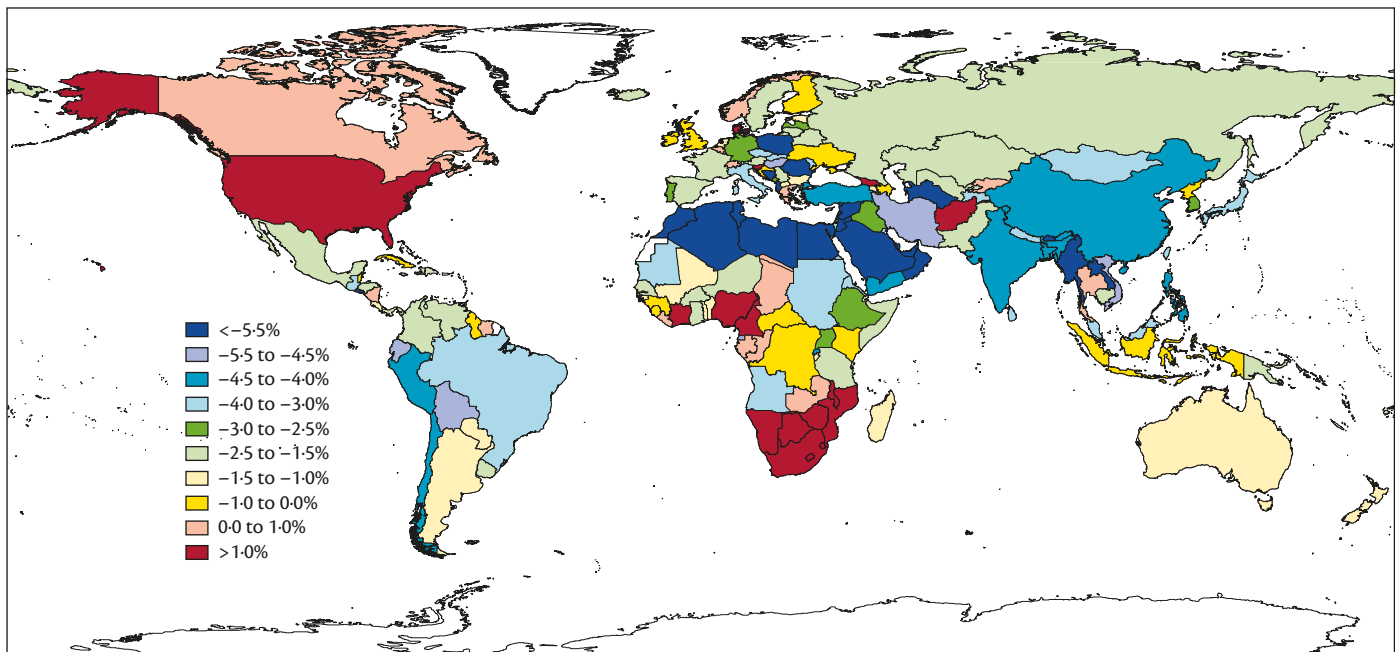 <–5·5%
–5·5 to –4·5%
–4·5 to –4·0%
–4·0 to –3·0%
–3·0 to –2·5%
–2·5 to –1·5%
–1·5 to –1·0%
–1·0 to 0·0%
0·0 to 1·0%
>1·0%